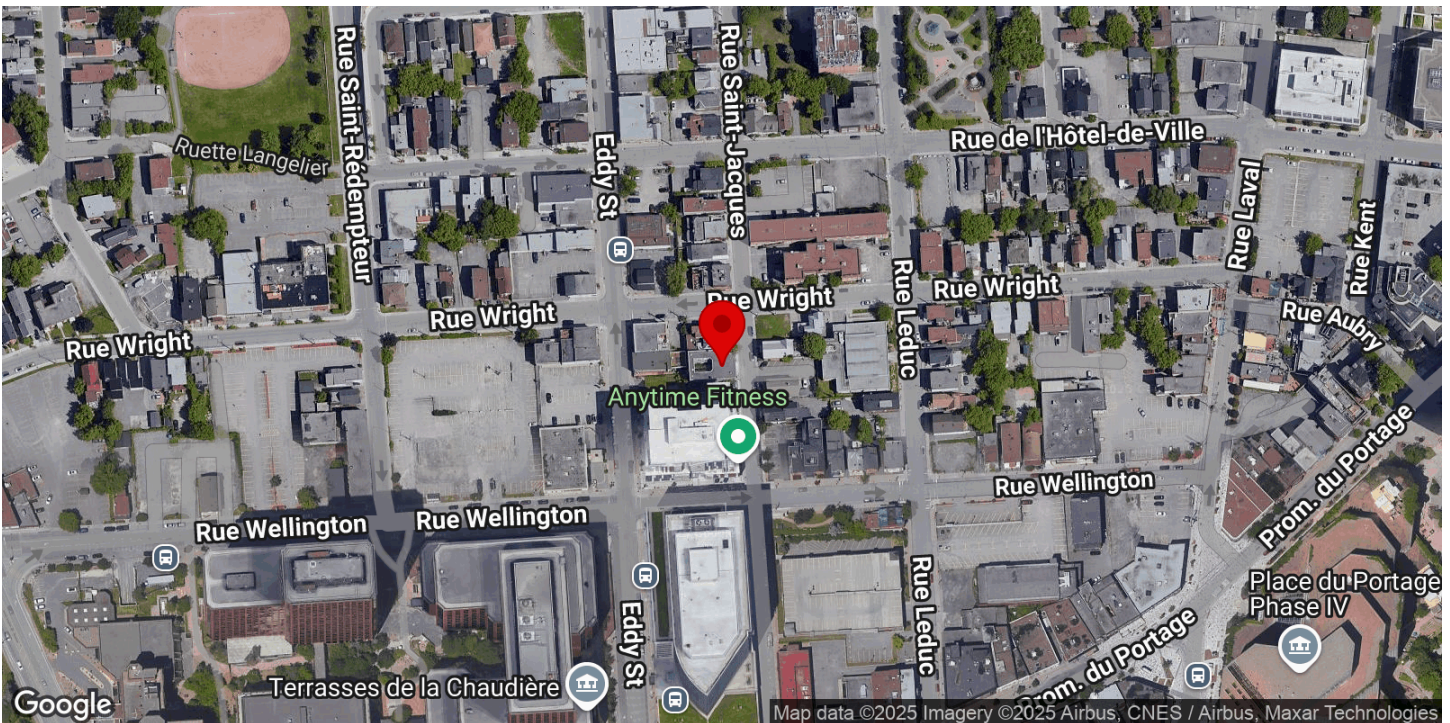 Rue Saint-Rédempteur
Rue Saint-Jacques
Eddy St
Rue de l'Hôtel-de-Ville
Ruette Langelier
Rue Laval
Rue Kent
Rue Leduc
Rue Wright
Rue Wright
Rue Wright
Rue Wright
Rue Aubry
Anytime Fitness
Prom. du Portage
Rue Wellington
Rue Wellington
Rue Wellington
Rue Leduc
Eddy St
Place du Portage
Phase IV
Prom. du Portage
Terrasses de la Chaudière
Google
Map data ©2025 Imagery ©2025 Airbus, CNES / Airbus, Maxar Technologies